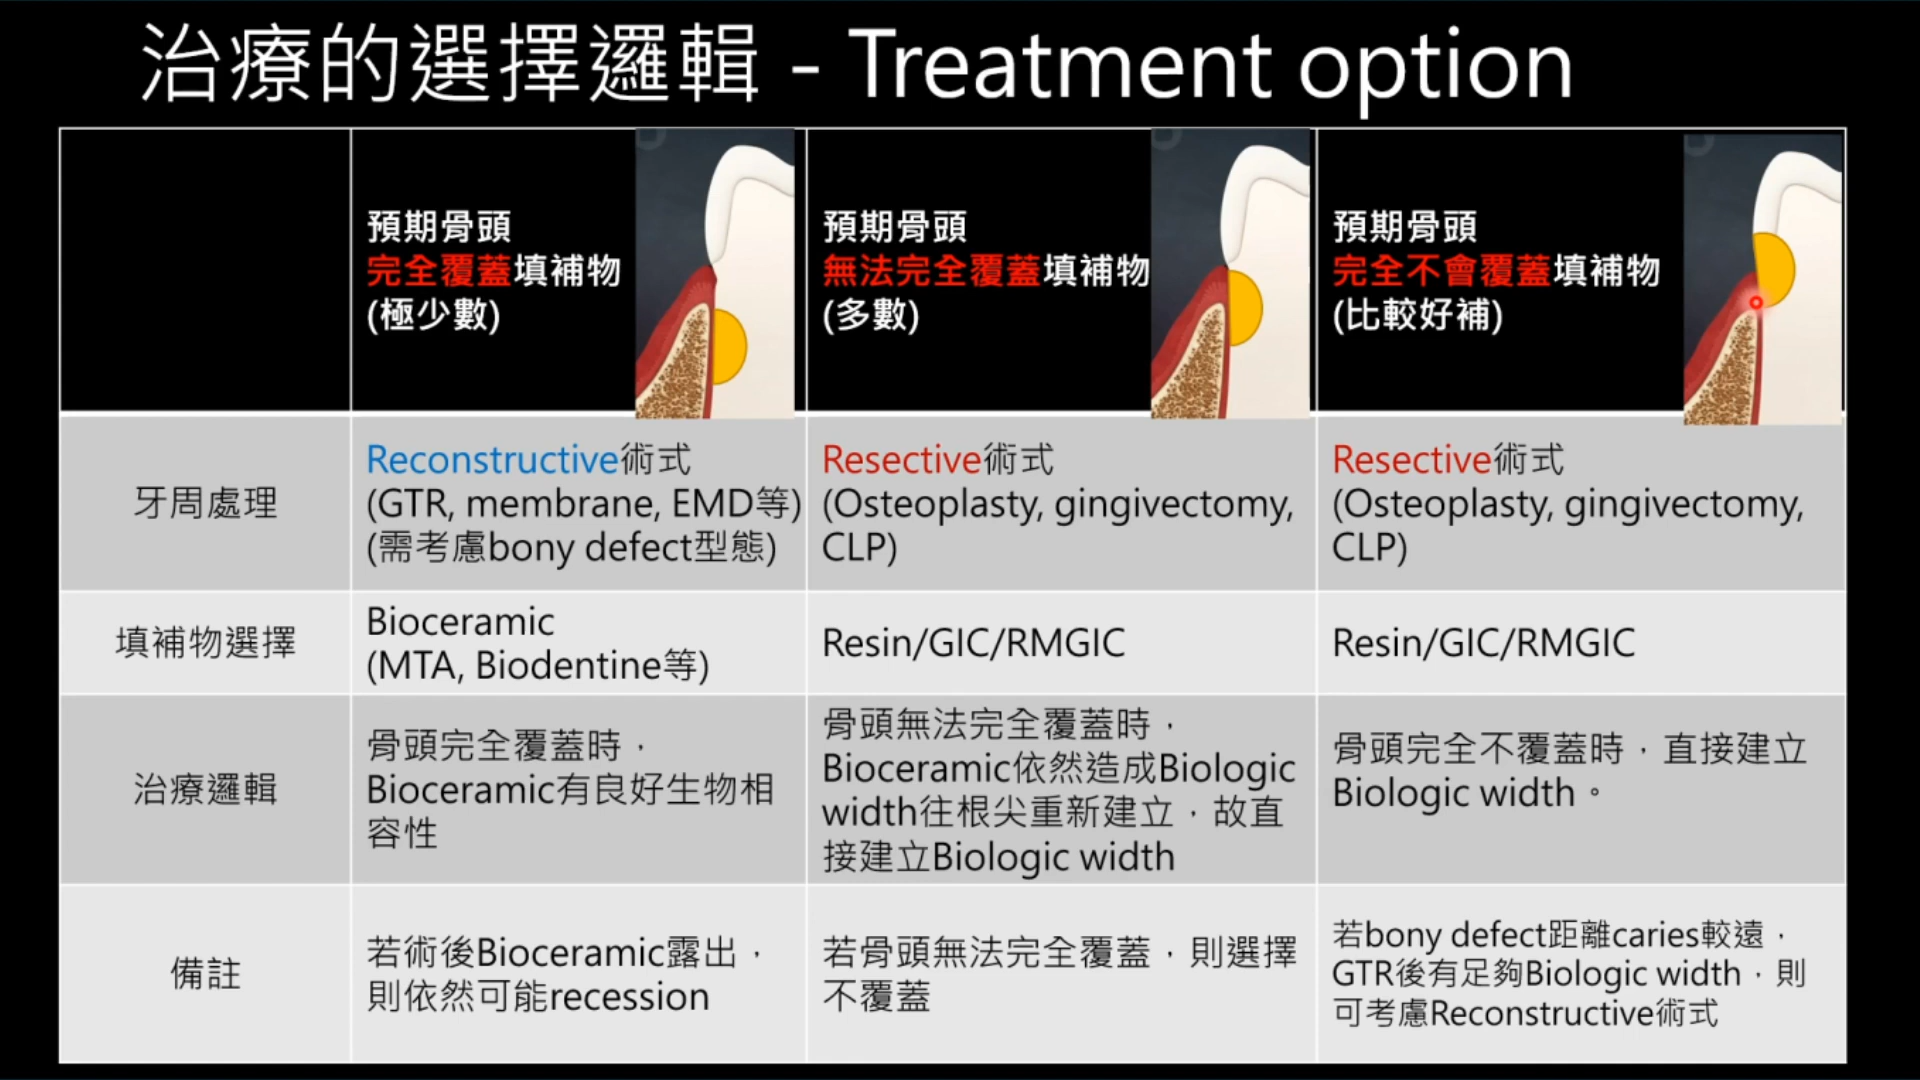 治療的選擇邏輯 - Treatment option
預期骨頭
完全覆蓋填補物
(極少數)
預期骨頭
無法完全覆蓋填補物
(多數)
預期骨頭
完全不會覆蓋填補物
(比較好補)
牙周處理
Reconstructive術式
(GTR, membrane, EMD等)
(需考慮bony defect型態)
Resective術式
(Osteoplasty, gingivectomy,
CLP)
Resective術式
(Osteoplasty, gingivectomy,
CLP)
填補物選擇
Bioceramic
(MTA, Biodentine等)
Resin/GIC/RMGIC
Resin/GIC/RMGIC
治療邏輯
骨頭完全覆蓋時，
Bioceramic有良好生物相
容性
骨頭無法完全覆蓋時，
Bioceramic依然造成Biologic
width往根尖重新建立，故直
接建立Biologic width
骨頭完全不覆蓋時，直接建立
Biologic width。
備註
若術後Bioceramic露出，
則依然可能recession
若骨頭無法完全覆蓋，則選擇
不覆蓋
若bony defect距離caries較遠，
GTR後有足夠Biologic width，則
可考慮Reconstructive術式